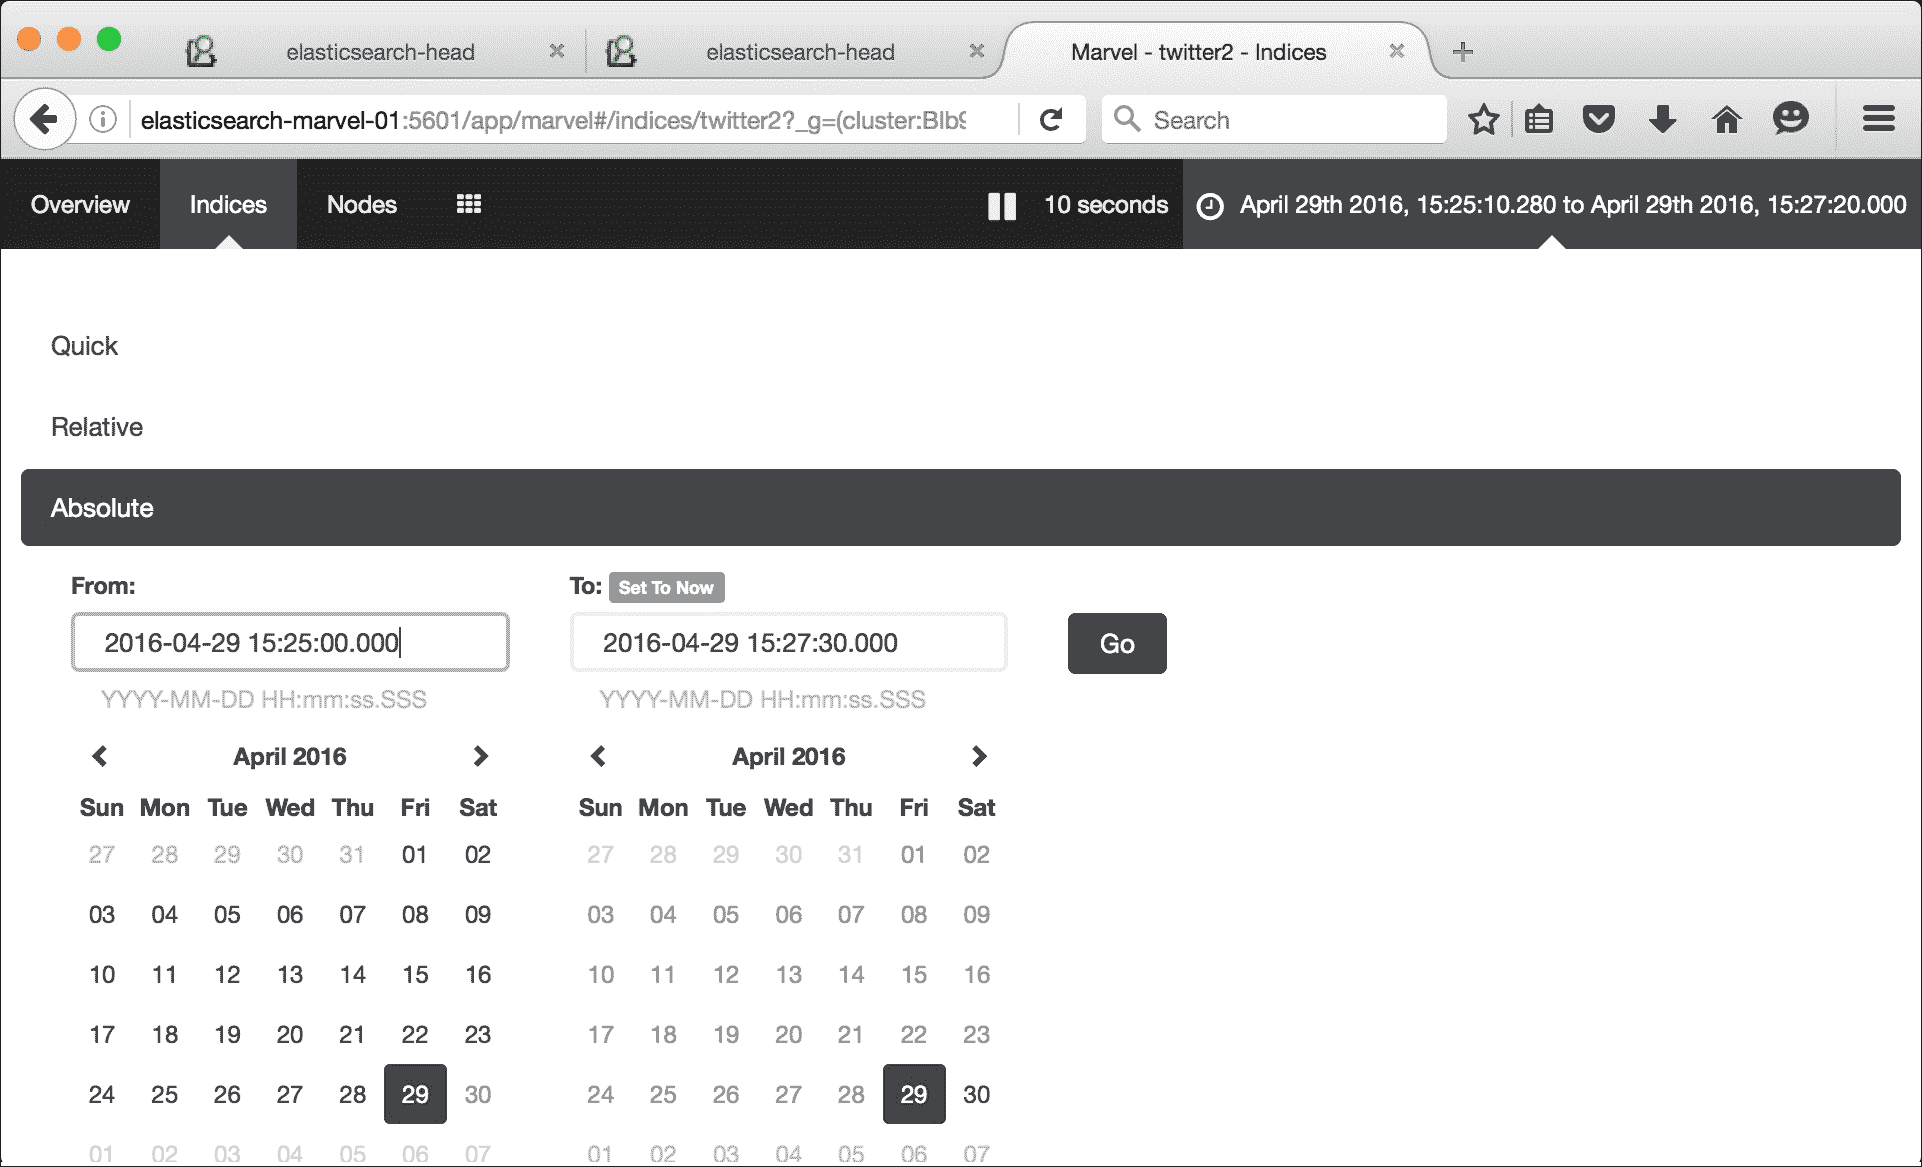 elasticsearch-head elasticsearch-head Marvel - twitter2 - Indices
elasticsearch-marvel-01:5601/app/marvel#/indices/twitter2?_g=(cluster:BIb9 Search
Overview Indices Nodes 10 seconds April 29th 2016, 15:25:10.280 to April 29th 2016, 15:27:20.000
Quick
Relative
Absolute
From: To: Set To Now
2016-04-29 15:25:00.000 2016-04-29 15:27:30.000 Go
YYYY-MM-DD HH:mm:ss.SSS YYYY-MM-DD HH:mm:ss.SSS
April 2016 April 2016
Sun Mon Tue Wed Thu Fri Sat Sun Mon Tue Wed Thu Fri Sat
27 28 29 30 31 01 02 27 28 29 30 31 01 02
03 04 05 06 07 08 09 03 04 05 06 07 08 09
10 11 12 13 14 15 16 10 11 12 13 14 15 16
17 18 19 20 21 22 23 17 18 19 20 21 22 23
24 25 26 27 28 29 30 24 25 26 27 28 29 30
01 02 03 04 05 06 07 01 02 03 04 05 06 07